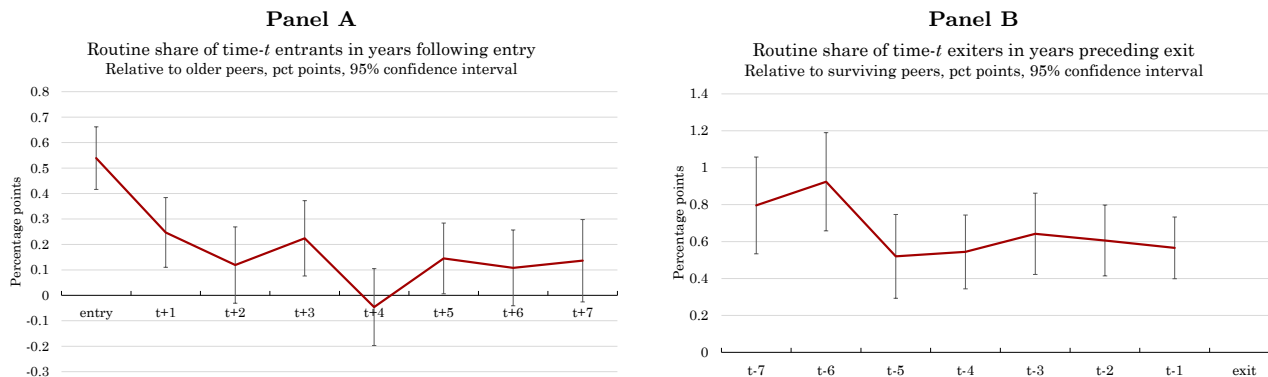 Panel A
Routine share of time-t entrants in years following entry
Relative to older peers, pct points, 95% confidence interval
Percentage points
0.8
0.7
0.6
0.5
0.4
0.3
0.2
0.1
0
-0.1
-0.2
-0.3
entry t+1 t+2 t+3 t+4 t+5 t+6 t+7
Panel B
Routine share of time-t exiters in years preceding exit
Relative to surviving peers, pct points, 95% confidence interval
Percentage points
1.4
1.2
1
0.8
0.6
0.4
0.2
0
t-7 t-6 t-5 t-4 t-3 t-2 t-1 exit